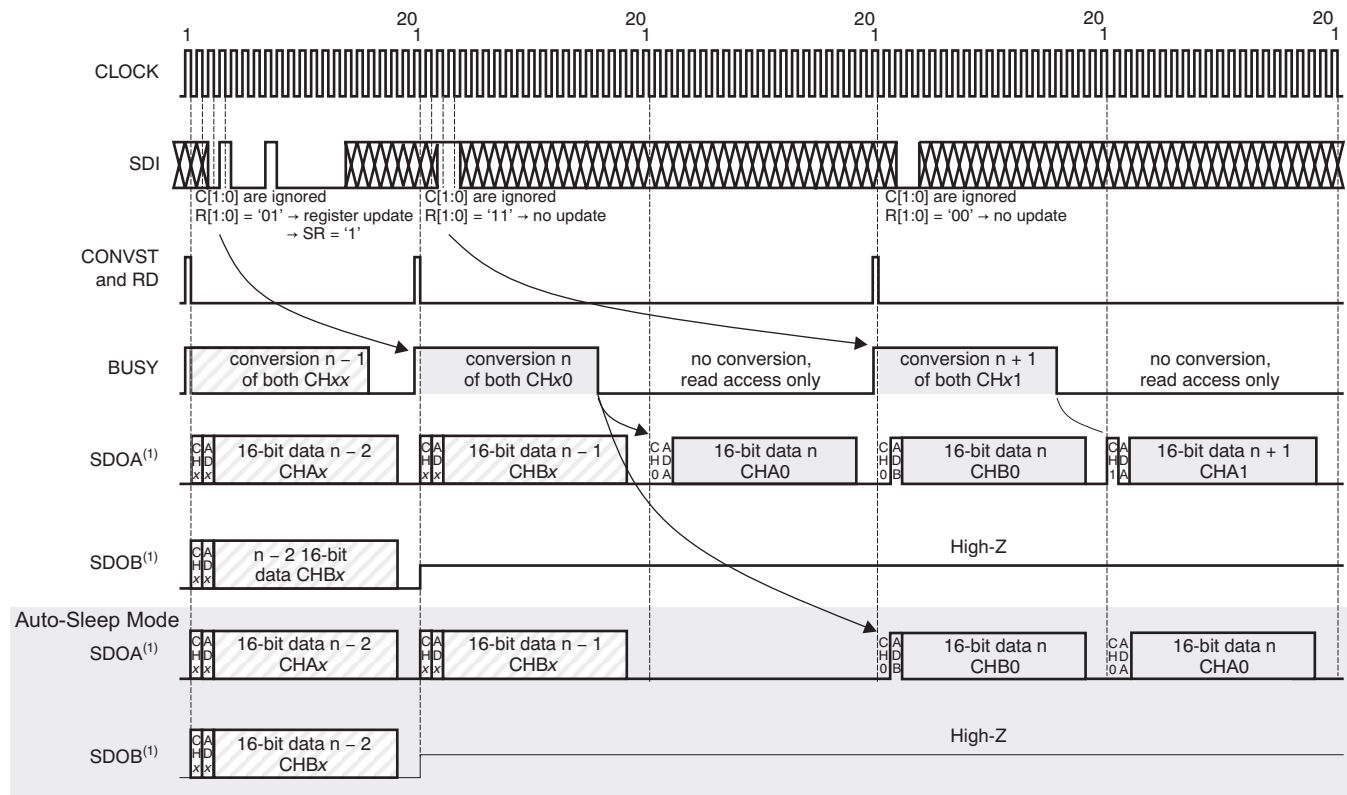 20 20 20 20 20
1 1 1 1 1 1
CLOCK
SDI
C[1:0] are ignored
R[1:0] = ‘01’ → register update
→ SR = ‘1’
C[1:0] are ignored
R[1:0] = ‘11’ → no update
C[1:0] are ignored
R[1:0] = ‘00’ → no update
CONVST
and RD
BUSY
conversion n − 1
of both CHxx
conversion n
of both CHx0
no conversion,
read access only
conversion n + 1
of both CHx1
no conversion,
read access only
SDOA(1)
CHx
ADx
16-bit data n − 2
CHAx
CHx
ADx
16-bit data n − 1
CHBx
CH0
ADA
16-bit data n
CHA0
CH0
ADB
16-bit data n
CHB0
CH1
ADA
16-bit data n + 1
CHA1
SDOB(1)
CHx
ADx
n − 2 16-bit
data CHBx
High-Z
Auto-Sleep Mode
SDOA(1)
CHx
ADx
16-bit data n − 2
CHAx
CHx
ADx
16-bit data n − 1
CHBx
CH0
ADB
16-bit data n
CHB0
CH0
ADA
16-bit data n
CHA0
SDOB(1)
CHx
ADx
16-bit data n − 2
CHBx
High-Z